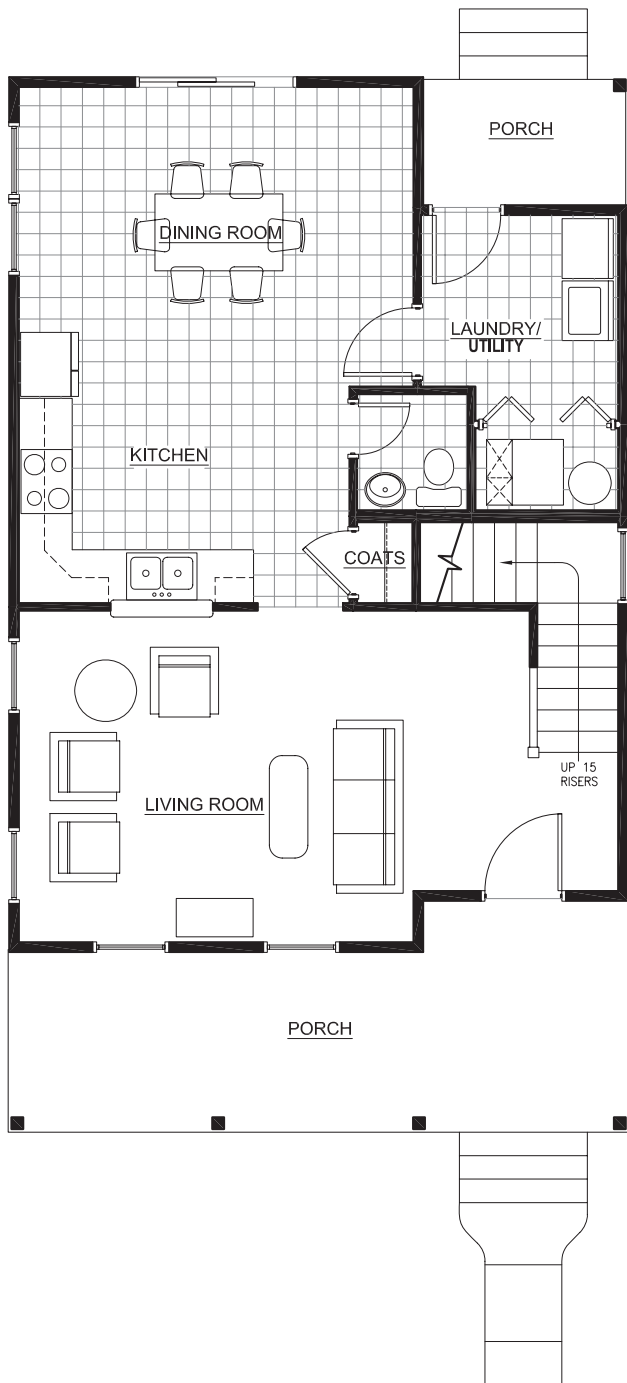 PORCH
DINING ROOM
LAUNDRY/
UTILITY
KITCHEN
COATS
UP 15
RISERS
LIVING ROOM
PORCH